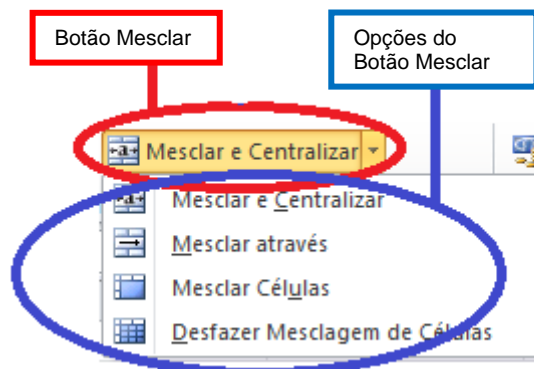 Botão Mesclar
Opções do
Botão Mesclar
Mesclar e Centralizar
Mesclar e Centralizar
Mesclar através
Mesclar Células
Desfazer Mesclagem de Células